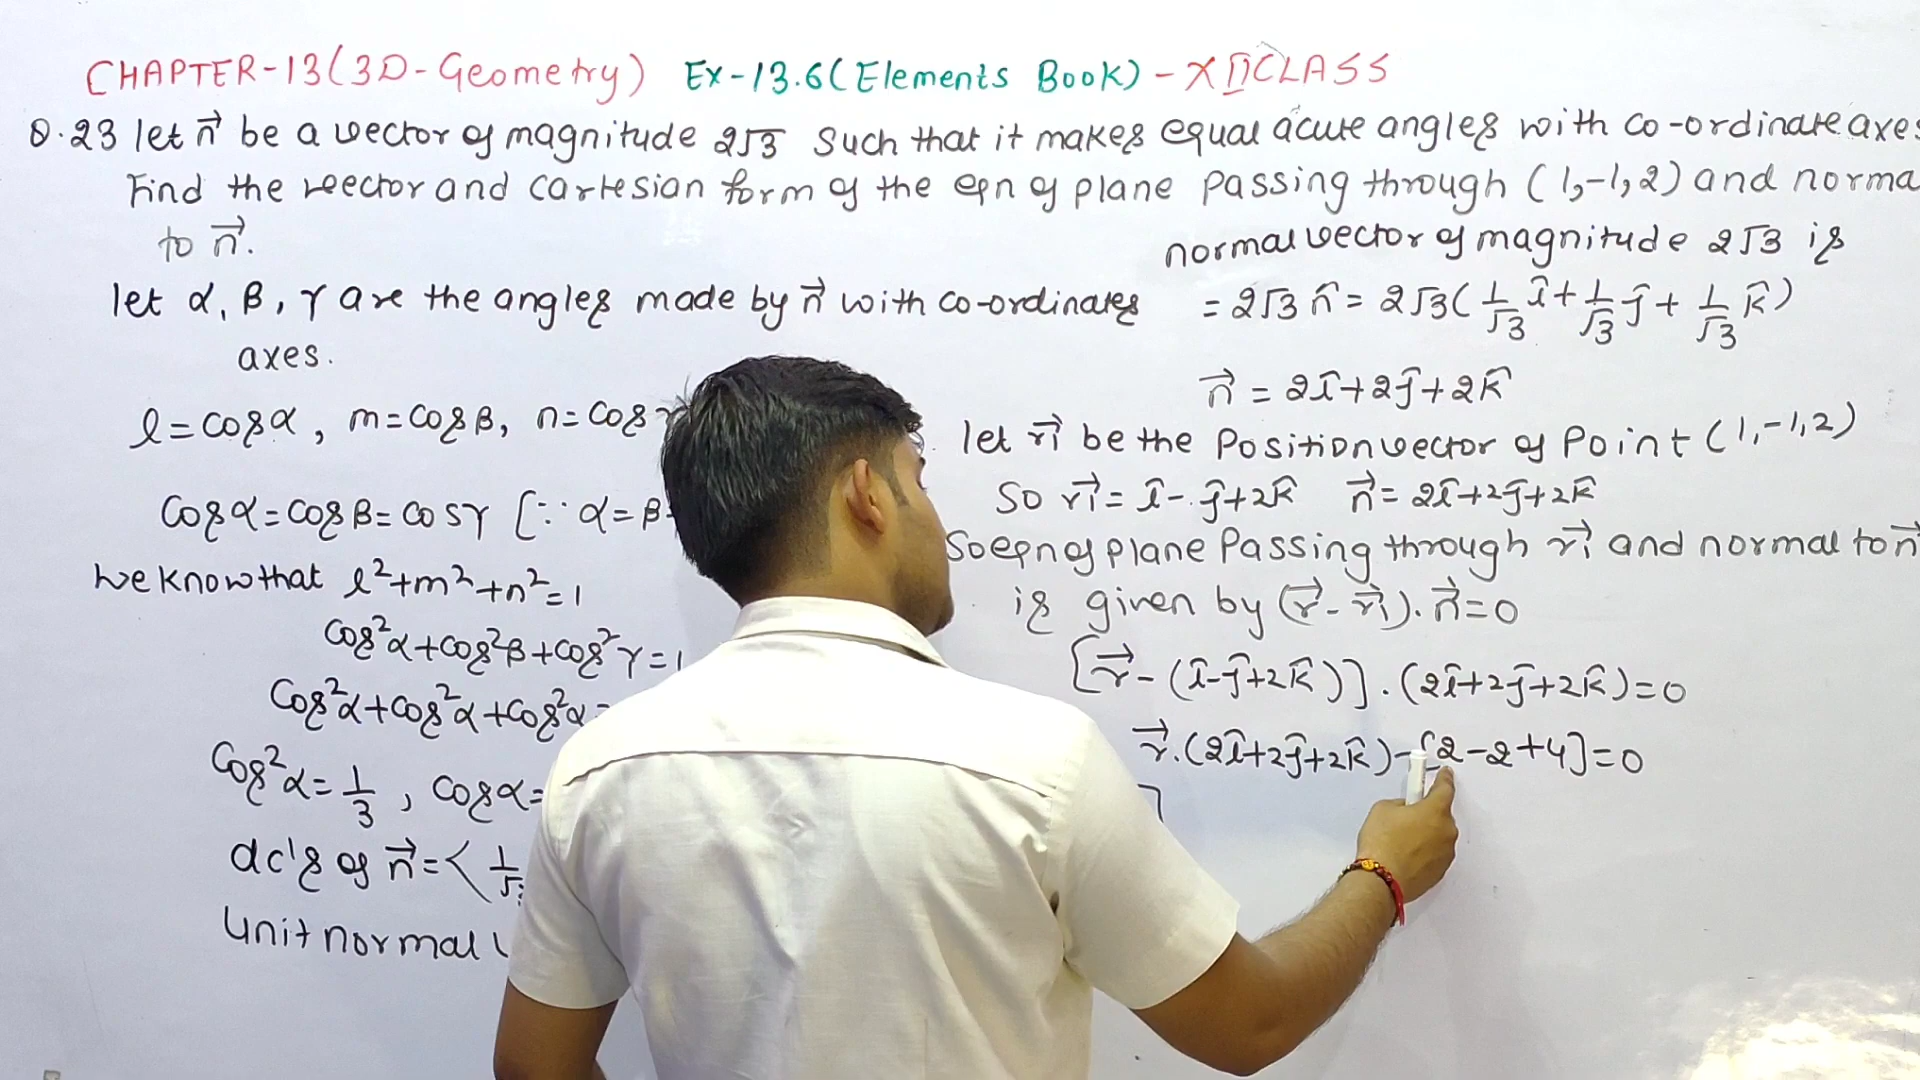 CHAPTER-13(3D-Geometry) Ex-13.6(Elements Book)-XIICLASS
Q.23 let n⃗ be a vector of magnitude 2√3 Such that it makes equal acute angles with co-ordinate axes
Find the vector and cartesian form of the eqn of plane Passing through (1,-1,2) and norma
to n⃗.
let α, β, γ are the angles made by n⃗ with co-ordinates
axes.
l=cosα, m=cosβ, n=cosγ
cosα=cosβ=cosγ [∵ α=β
We know that l²+m²+n²=1
cos²α+cos²β+cos²γ=1
cos²α+cos²α+cos²α=
cos²α=1/3, cosα=
dc's of n⃗=<1/√3
Unit normal
normal vector of magnitude 2√3 is
= 2√3 n̂ = 2√3(1/√3 î+1/√3 ĵ+1/√3 k̂)
n⃗ = 2î+2ĵ+2k̂
let r₁⃗ be the Position vector of Point (1,-1,2)
So r₁⃗ = î-ĵ+2k̂ n⃗ = 2î+2ĵ+2k̂
So eqn of plane Passing through r₁⃗ and normal to n⃗
is given by (r⃗-r₁⃗).n⃗=0
[r⃗-(î-ĵ+2k̂)].(2î+2ĵ+2k̂)=0
r⃗.(2î+2ĵ+2k̂)-[2-2+4]=0